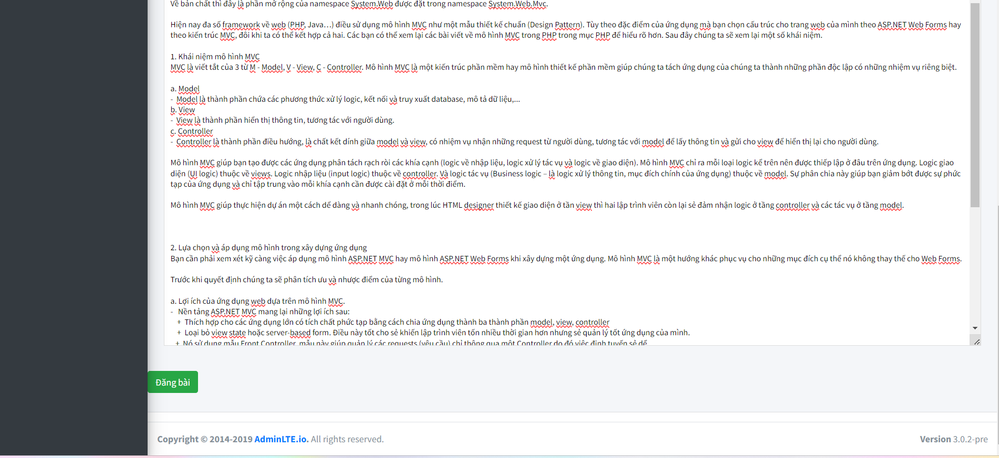 Về bản chất thì đây là phần mở rộng của namespace System.Web được đặt trong namespace System.Web.Mvc.
Hiện nay đa số framework về web (PHP, Java…) điều sử dụng mô hình MVC như một mẫu thiết kế chuẩn (Design Pattern). Tùy theo đặc điểm của ứng dụng mà bạn chọn cấu trúc cho trang web của mình theo ASP.NET Web Forms hay
theo kiến trúc MVC, đôi khi ta có thể kết hợp cả hai. Các bạn có thể xem lại các bài viết về mô hình MVC trong PHP trong mục PHP để hiểu rõ hơn. Sau đây chúng ta sẽ xem lại một số khái niệm.
1. Khái niệm mô hình MVC
MVC là viết tắt của 3 từ M - Model, V - View, C - Controller. Mô hình MVC là một kiến trúc phần mềm hay mô hình thiết kế phần mềm giúp chúng ta tách ứng dụng của chúng ta thành những phần độc lập có những nhiệm vụ riêng biệt.
a. Model
- Model là thành phần chứa các phương thức xử lý logic, kết nối và truy xuất database, mô tả dữ liệu,...
b. View
- View là thành phần hiển thị thông tin, tương tác với người dùng.
c. Controller
- Controller là thành phần điều hướng, là chất kết dính giữa model và view, có nhiệm vụ nhận những request từ người dùng, tương tác với model để lấy thông tin và gửi cho view để hiển thị lại cho người dùng.
Mô hình MVC giúp bạn tạo được các ứng dụng phân tách rạch ròi các khía cạnh (logic về nhập liệu, logic xử lý tác vụ và logic về giao diện). Mô hình MVC chỉ ra mỗi loại logic kể trên nên được thiếp lập ở đâu trên ứng dụng. Logic giao
diện (UI logic) thuộc về views. Logic nhập liệu (input logic) thuộc về controller. Và logic tác vụ (Business logic – là logic xử lý thông tin, mục đích chính của ứng dụng) thuộc về model. Sự phân chia này giúp bạn giảm bớt được sự phức
tạp của ứng dụng và chỉ tập trung vào mỗi khía cạnh cần được cài đặt ở mỗi thời điểm.
Mô hình MVC giúp thực hiện dự án một cách dể dàng và nhanh chóng, trong lúc HTML designer thiết kế giao diện ở tần view thì hai lập trình viên còn lại sẻ đảm nhận logic ở tầng controller và các tác vụ ở tầng model.
2. Lựa chọn và áp dụng mô hình trong xây dựng ứng dụng
Bạn cần phải xem xét kỹ càng việc áp dụng mô hình ASP.NET MVC hay mô hình ASP.NET Web Forms khi xây dựng một ứng dụng. Mô hình MVC là một hướng khác phục vụ cho những mục đích cụ thể nó không thay thế cho Web Forms.
Trước khi quyết định chúng ta sẽ phân tích ưu và nhược điểm của từng mô hình.
a. Lợi ích của ứng dụng web dựa trên mô hình MVC.
- Nền tảng ASP.NET MVC mang lại những lợi ích sau:
+ Thích hợp cho các ứng dụng lớn có tích chất phức tạp bằng cách chia ứng dụng thành ba thành phần model, view, controller
+ Loại bỏ view state hoặc server-based form. Điều này tốt cho sẻ khiến lập trình viên tốn nhiều thời gian hơn nhưng sẻ quản lý tốt ứng dụng của mình.
+ Nó sử dụng mẫu Front Controller, mẫu này giúp quản lý các requests (yêu cầu) chỉ thông qua một Controller do đó việc định tuyến sẻ dể
Đăng bài
Copyright © 2014-2019 AdminLTE.io. All rights reserved.
Version 3.0.2-pre